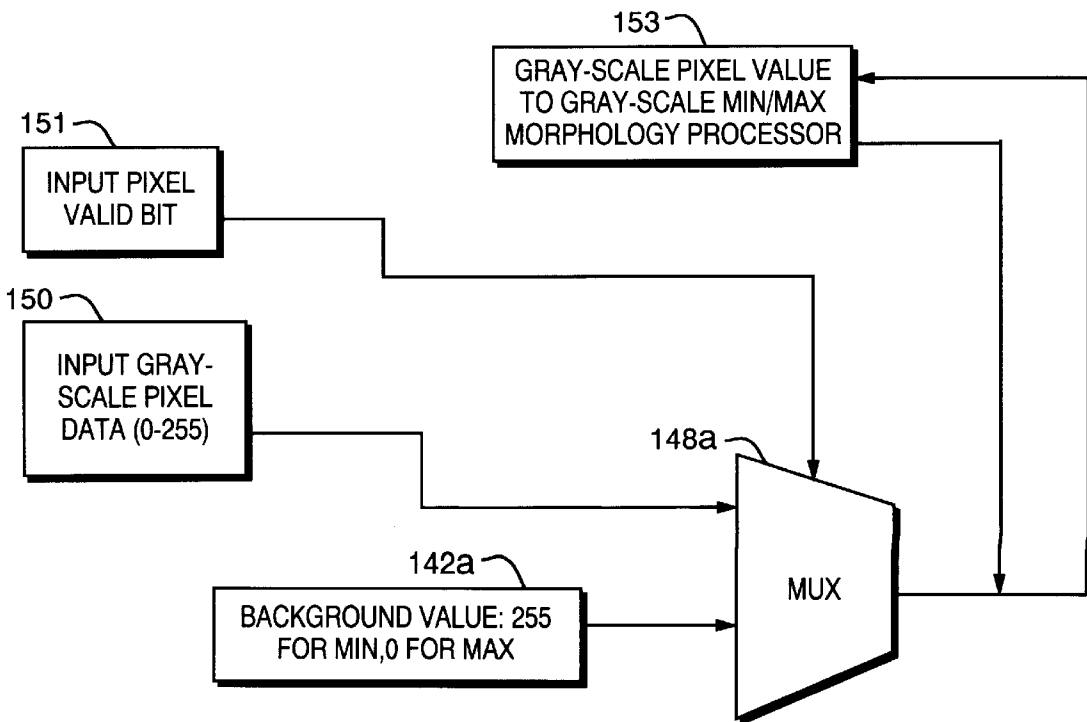 153
GRAY-SCALE PIXEL VALUE
TO GRAY-SCALE MIN/MAX
MORPHOLOGY PROCESSOR
151
INPUT PIXEL
VALID BIT
150
INPUT GRAY-
SCALE PIXEL
DATA (0-255)
148a
MUX
142a
BACKGROUND VALUE: 255
FOR MIN,0 FOR MAX